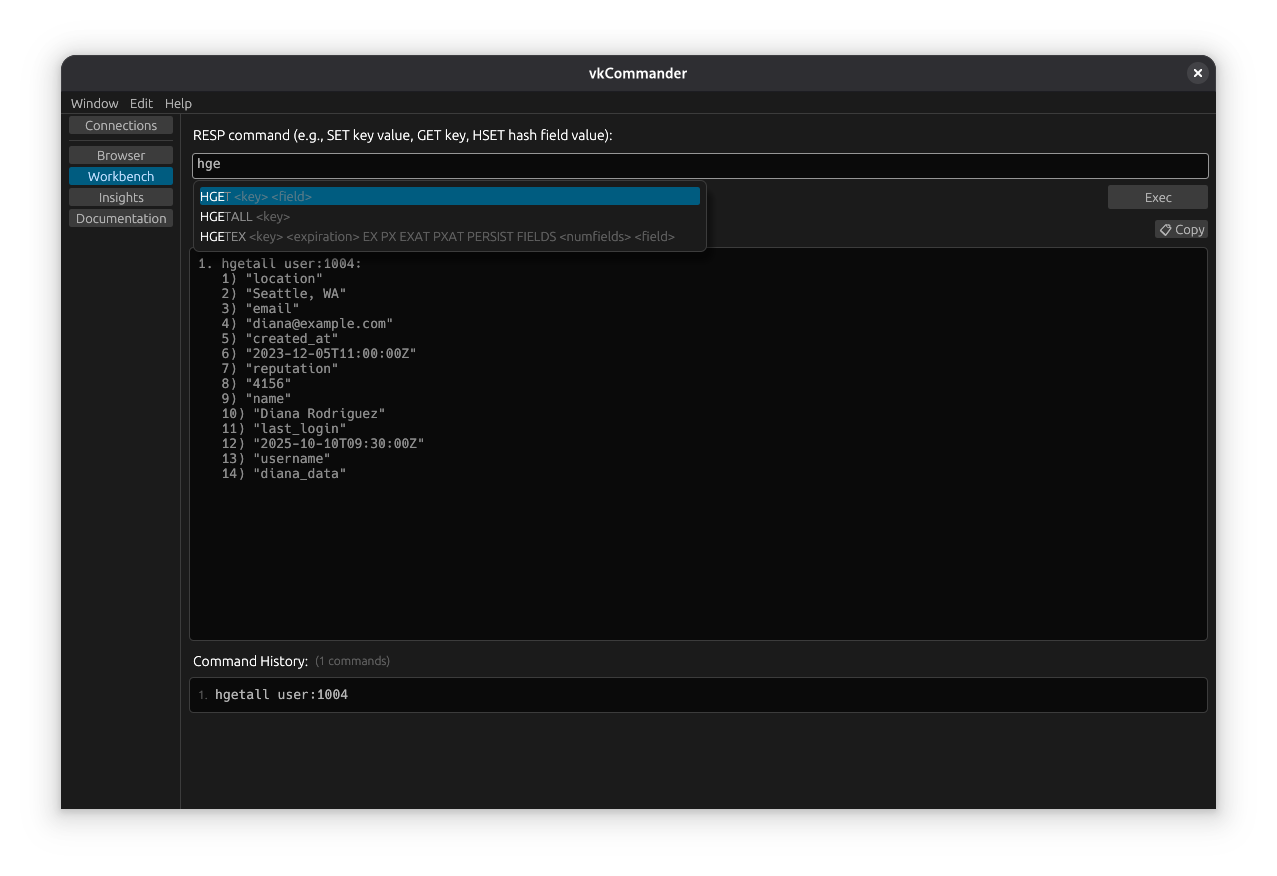 vkCommander
Window Edit Help
Connections
Browser
Workbench
Insights
Documentation
RESP command (e.g., SET key value, GET key, HSET hash field value):
hge
HGET <key> <field>
HGETALL <key>
HGETEX <key> <expiration> EX PX EXAT PXAT PERSIST FIELDS <numfields> <field>
Exec
Copy
1. hgetall user:1004:
1) "location"
2) "Seattle, WA"
3) "email"
4) "diana@example.com"
5) "created_at"
6) "2023-12-05T11:00:00Z"
7) "reputation"
8) "4156"
9) "name"
10) "Diana Rodriguez"
11) "last_login"
12) "2025-10-10T09:30:00Z"
13) "username"
14) "diana_data"
Command History: (1 commands)
1. hgetall user:1004